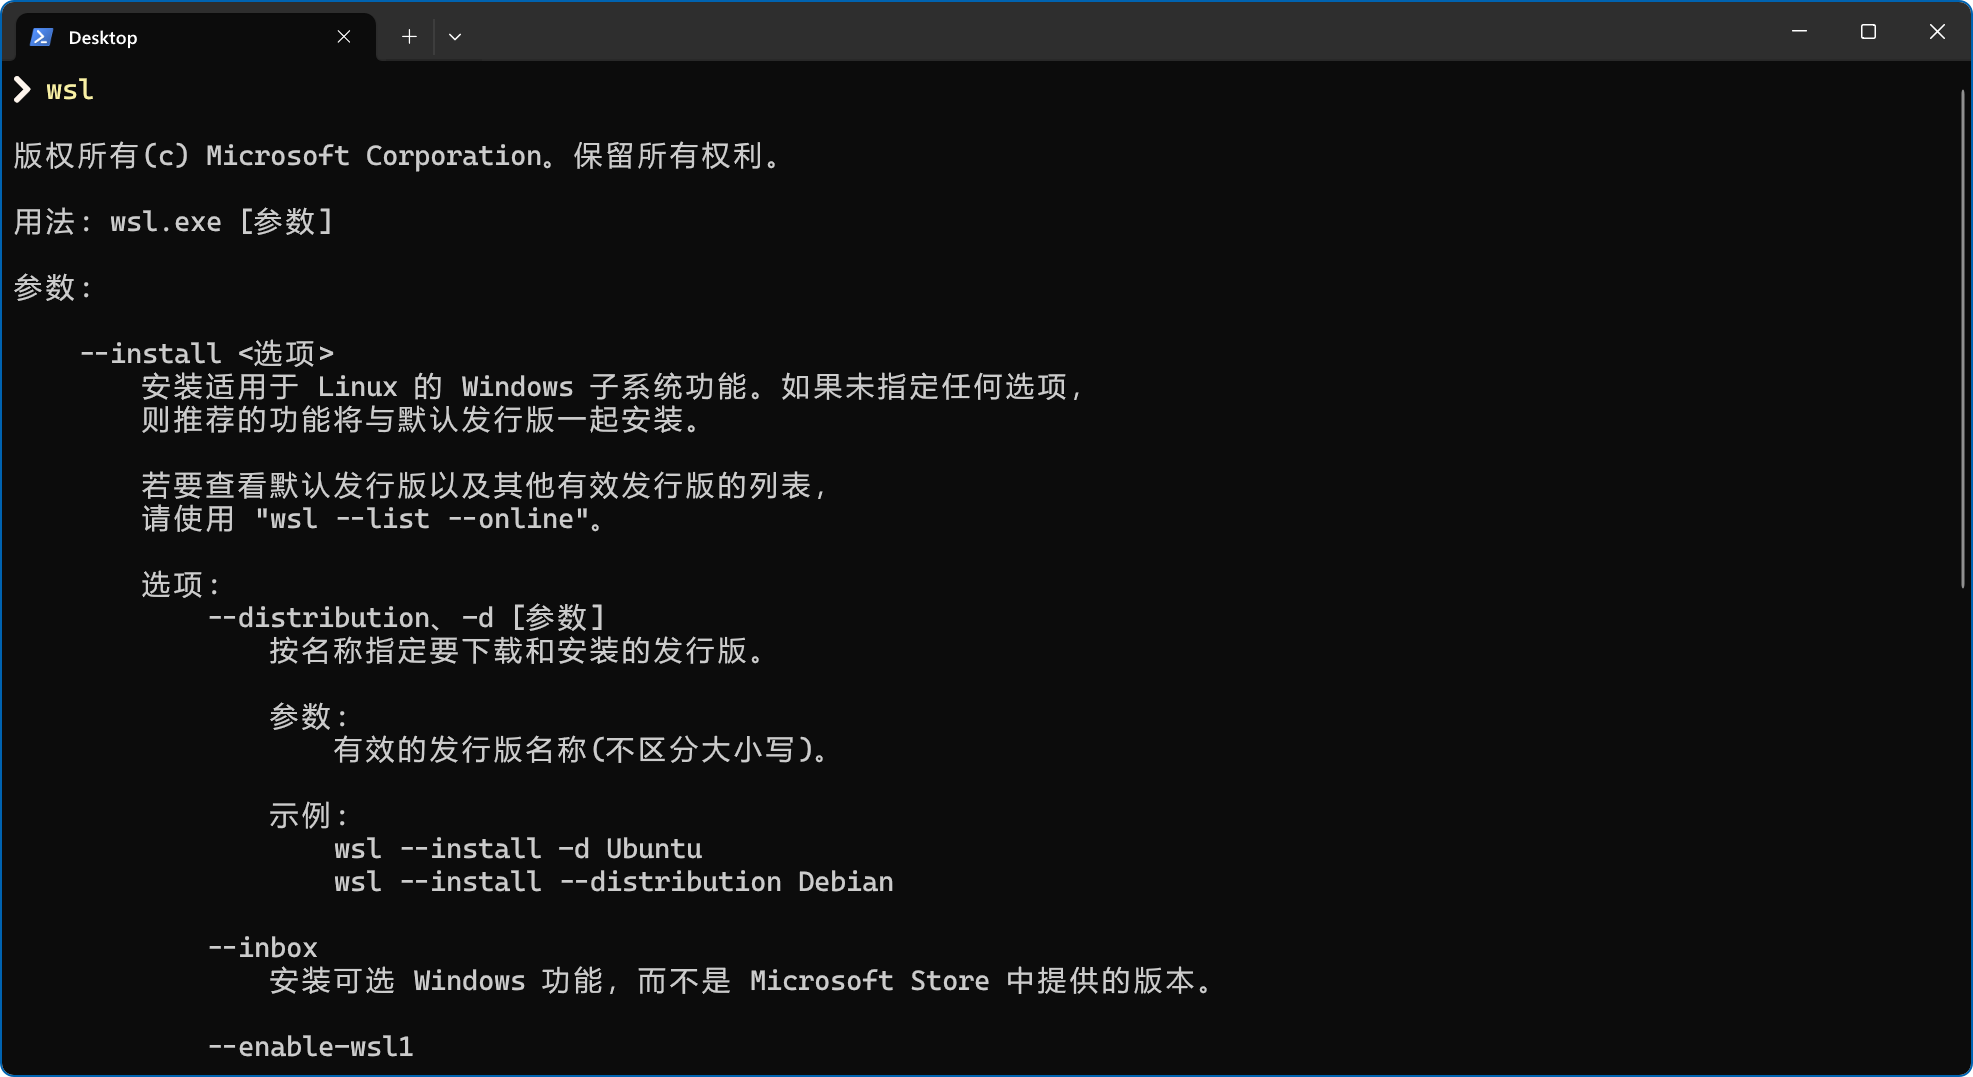 Desktop
❯ wsl
版权所有(c) Microsoft Corporation。保留所有权利。
用法: wsl.exe [参数]
参数:
--install <选项>
安装适用于 Linux 的 Windows 子系统功能。如果未指定任何选项,
则推荐的功能将与默认发行版一起安装。
若要查看默认发行版以及其他有效发行版的列表,
请使用 "wsl --list --online"。
选项:
--distribution、-d [参数]
按名称指定要下载和安装的发行版。
参数:
有效的发行版名称(不区分大小写)。
示例:
wsl --install -d Ubuntu
wsl --install --distribution Debian
--inbox
安装可选 Windows 功能, 而不是 Microsoft Store 中提供的版本。
--enable-wsl1